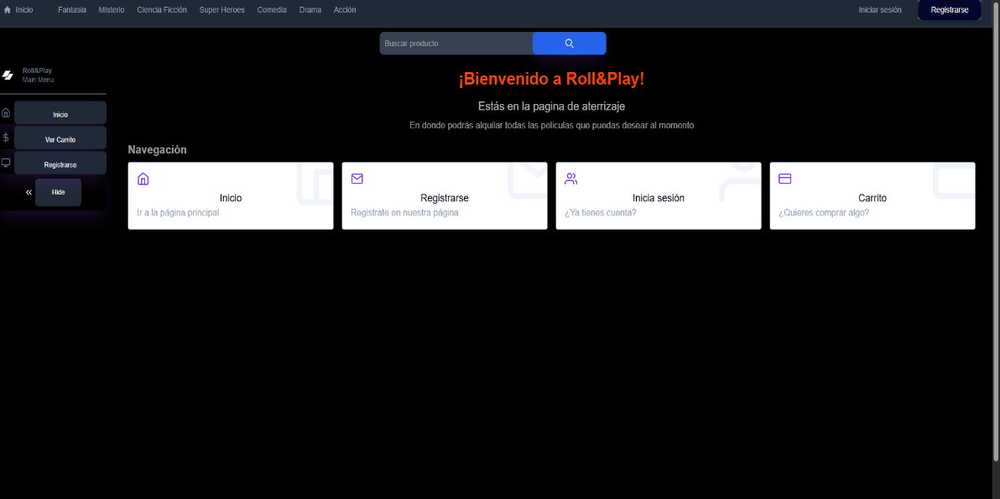 Inicio Fantasia Misterio Ciencia Ficción Super Heroes Comedia Drama Acción Iniciar sesión Registrarse
Buscar producto
Roll&Play
Main Menu
Inicio
Ver Carrito
Registrarse
Hide
¡Bienvenido a Roll&Play!
Estás en la pagina de aterrizaje
En donde podrás alquilar todas las peliculas que puedas desear al momento
Navegación
Inicio
Ir a la página principal
Registrarse
Registrate en nuestra página
Inicia sesión
¿Ya tienes cuenta?
Carrito
¿Quieres comprar algo?